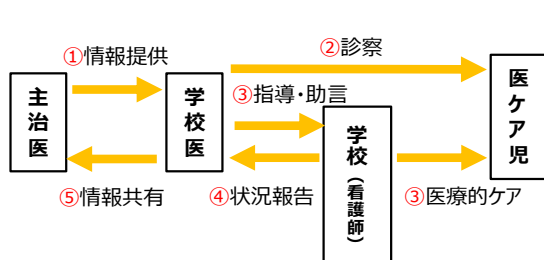 ①情報提供
②診察
主治医
学校医
③指導・助言
医ケア児
学校(看護師)
⑤情報共有
④状況報告
③医療的ケア